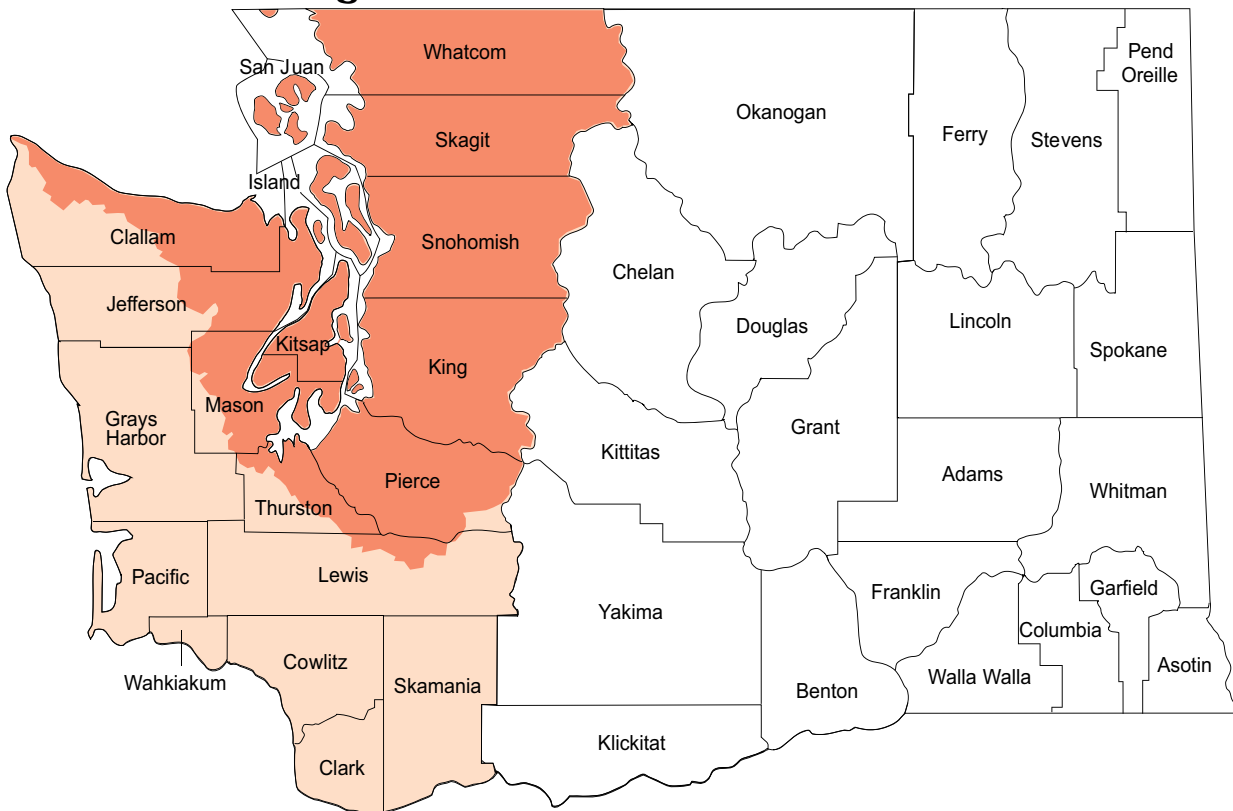 Whatcom
Pend
Oreille
San Juan
Okanogan
Ferry
Stevens
Skagit
Island
Clallam
Snohomish
Chelan
Jefferson
Douglas
Lincoln
Kitsap
Spokane
King
Mason
Grays
Harbor
Grant
Kittitas
Adams
Pierce
Whitman
Thurston
Pacific
Lewis
Franklin
Garfield
Yakima
Columbia
Cowlitz
Wahkiakum
Skamania
Walla Walla
Asotin
Benton
Klickitat
Clark